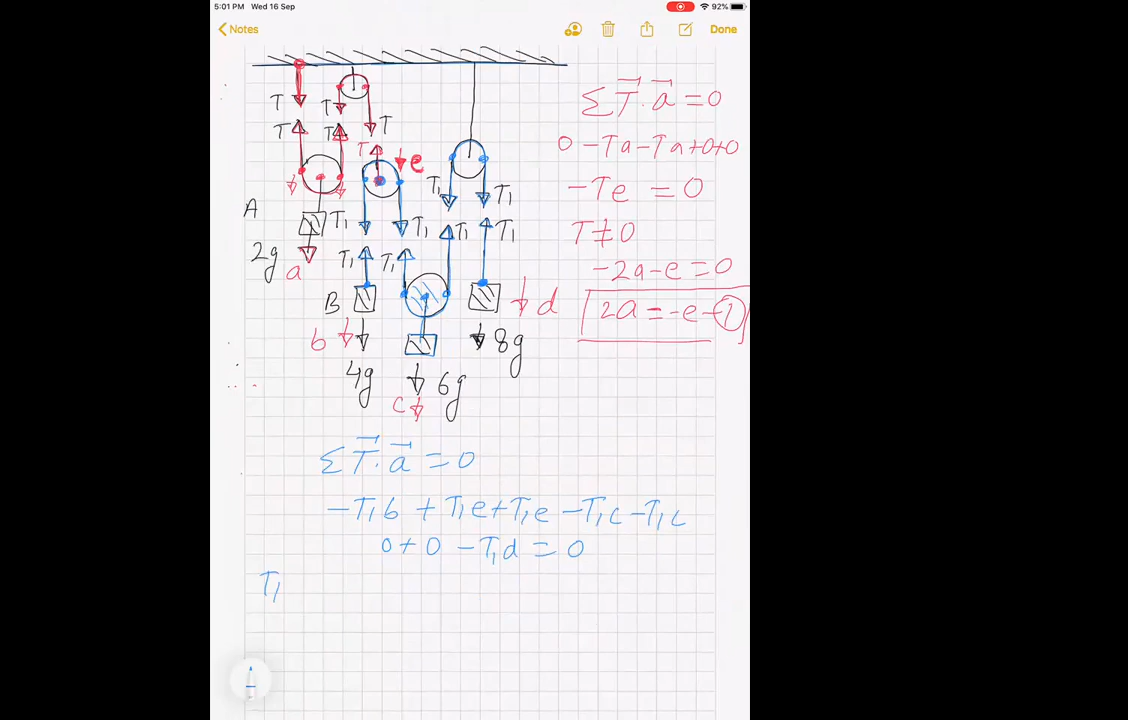 5:01 PM Wed 16 Sep
92%
Notes
Done
T T
T T
T e
T₁ T₁
T₁ T₁
T₁ T₁
T₁ T₁
A
2g
a
B
b
4g
c
6g
d
8g
Σ T⃗ · a⃗ = 0
0 - Ta - Ta + 0 + 0
- Te = 0
T ≠ 0
-2a - e = 0
2a = -e - ①
Σ T⃗ · a⃗ = 0
- T₁b + T₁e + T₁e - T₁c - T₁c
0 + 0 - T₁d = 0
T₁